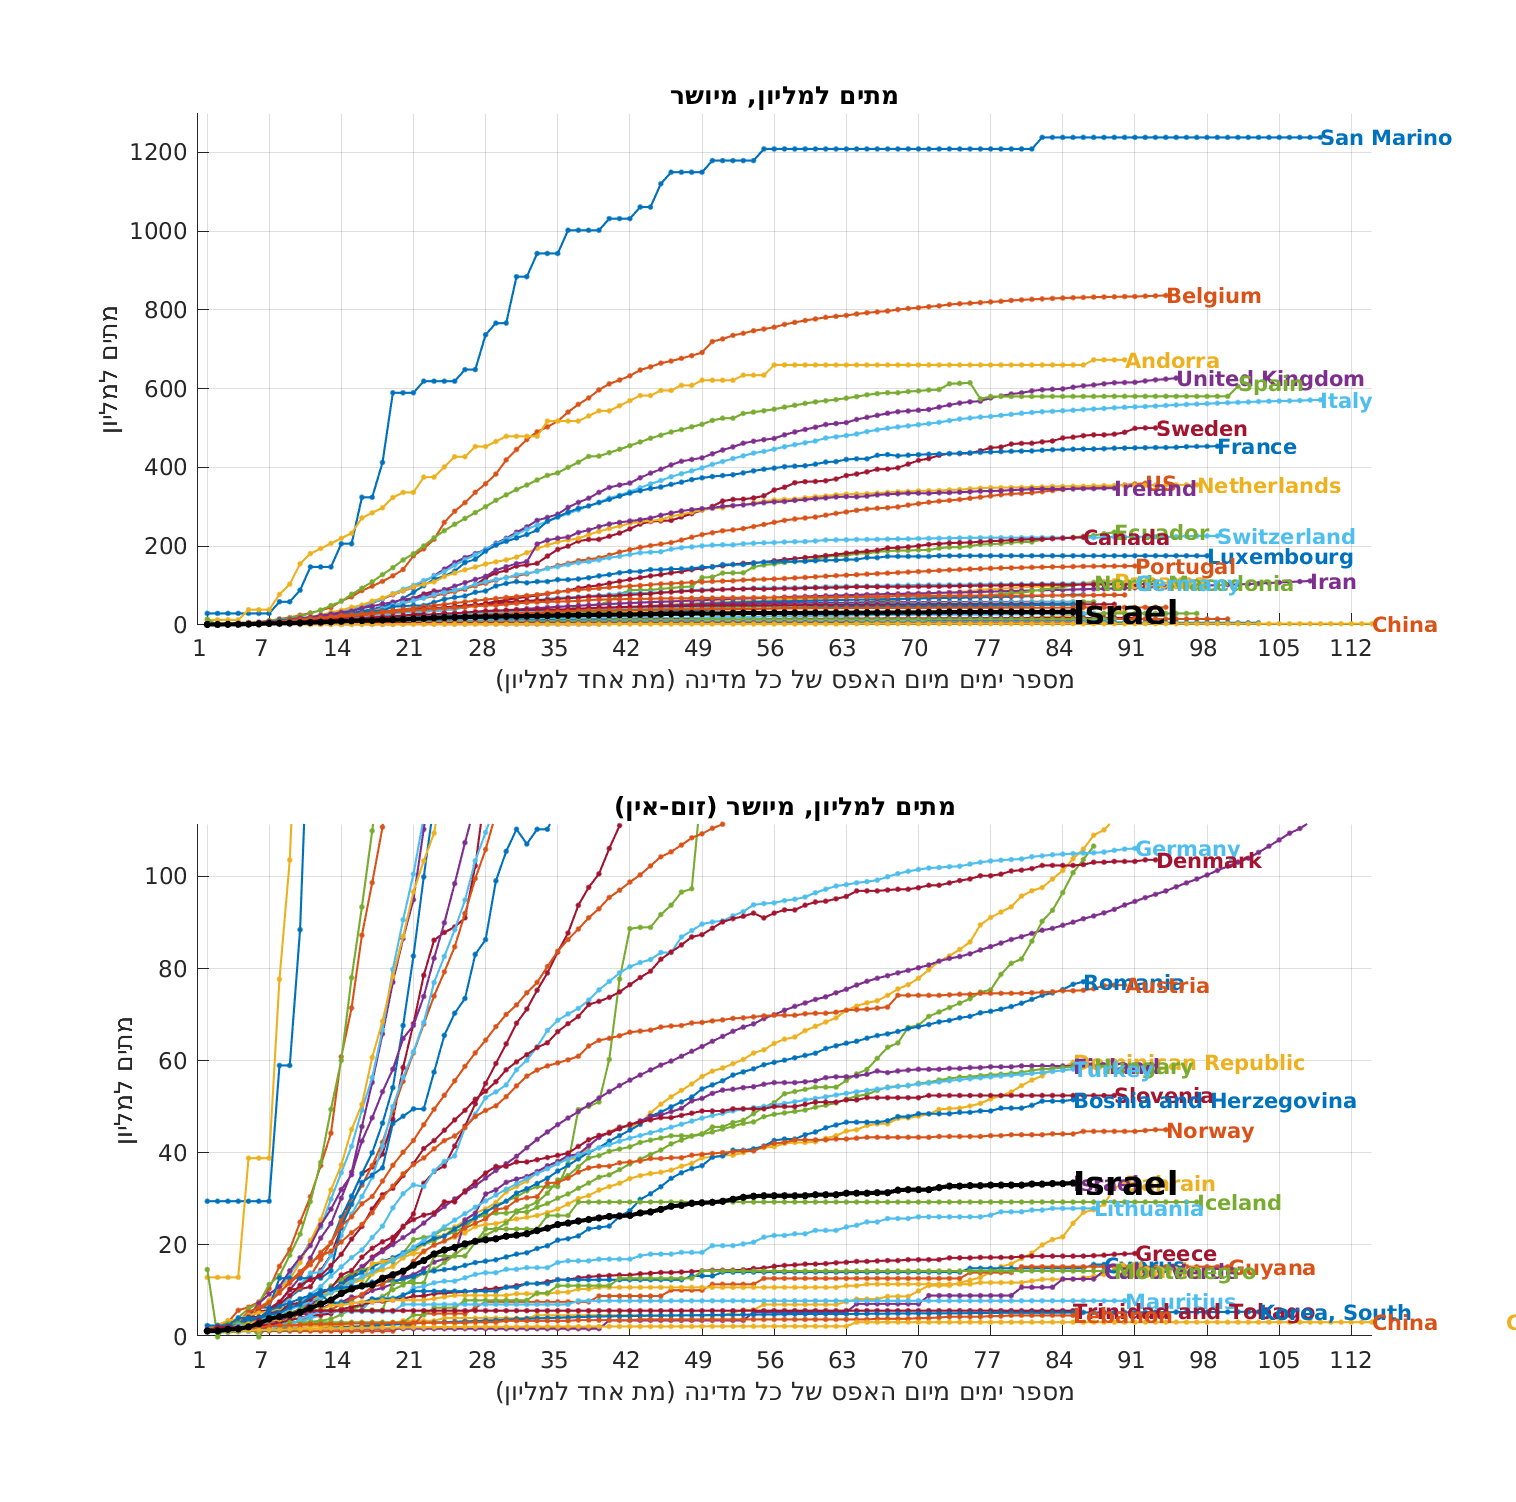 מתים למליון, מיושר
מתים למליון
1200
1000
800
600
400
200
0
San Marino
Belgium
Andorra
United Kingdom
Spain
Italy
Sweden
France
US
Netherlands
Ireland
Ecuador
Canada
Switzerland
Luxembourg
Portugal
Germany
North Macedonia
Iran
Israel
China
1 7 14 21 28 35 42 49 56 63 70 77 84 91 98 105 112
מספר ימים מיום האפס של כל מדינה (מת אחד למליון)
מתים למליון, מיושר (זום-אין)
מתים למליון
100
80
60
40
20
0
Germany
Denmark
Romania
Austria
Dominican Republic
Turkey
Slovenia
Bosnia and Herzegovina
Norway
Israel
Bahrain
Iceland
Lithuania
Greece
Guyana
Montenegro
Mauritius
Trinidad and Tobago
Korea, South
China
1 7 14 21 28 35 42 49 56 63 70 77 84 91 98 105 112
מספר ימים מיום האפס של כל מדינה (מת אחד למליון)